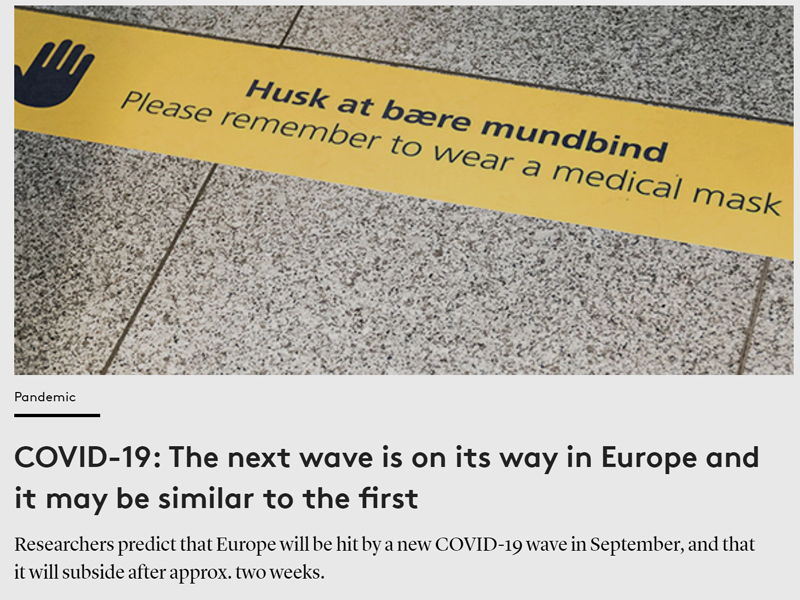 Husk at bære mundbind
Please remember to wear a medical mask
Pandemic
COVID-19: The next wave is on its way in Europe and
it may be similar to the first
Researchers predict that Europe will be hit by a new COVID-19 wave in September, and that
it will subside after approx. two weeks.